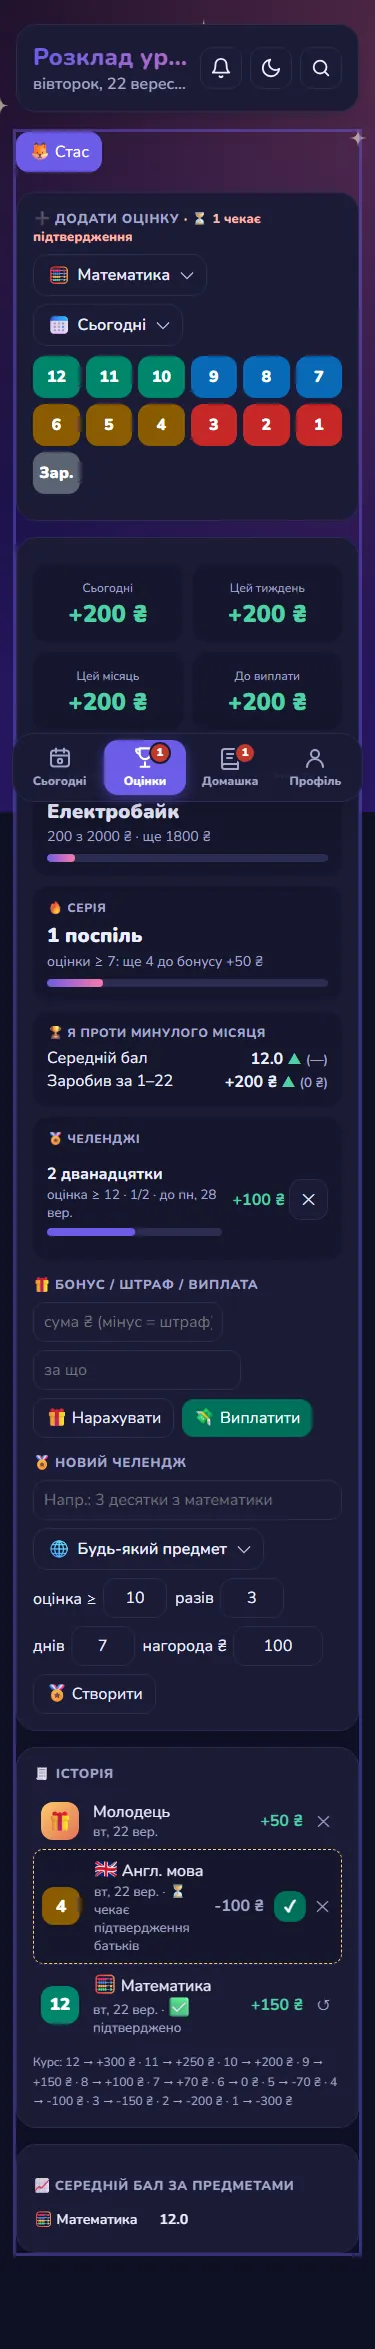 Розклад ур...
вівторок, 22 верес...
🦊 Стас
➕ ДОДАТИ ОЦІНКУ · ⏳ 1 чекає
підтвердження
🧮 Математика
📅 Сьогодні
12 11 10 9 8 7
6 5 4 3 2 1
Зар.
Сьогодні Цей тиждень
+200 ₴ +200 ₴
Цей місяць До виплати
+200 ₴ +200 ₴
1 1
Сьогодні Оцінки Домашка Профіль
Електробайк
200 з 2000 ₴ · ще 1800 ₴
🔥 СЕРІЯ
1 поспіль
оцінки ≥ 7: ще 4 до бонусу +50 ₴
🏆 Я ПРОТИ МИНУЛОГО МІСЯЦЯ
Середній бал 12.0 ▲ (—)
Заробив за 1–22 +200 ₴ ▲ (0 ₴)
🏅 ЧЕЛЕНДЖІ
2 дванадцятки
оцінка ≥ 12 · 1/2 · до пн, 28
вер.
+100 ₴ ✕
🎁 БОНУС / ШТРАФ / ВИПЛАТА
сума ₴ (мінус = штраф)
за що
🎁 Нарахувати 💸 Виплатити
🏅 НОВИЙ ЧЕЛЕНДЖ
Напр.: 3 десятки з математики
🌐 Будь-який предмет
оцінка ≥ 10 разів 3
днів 7 нагорода ₴ 100
🏅 Створити
🧾 ІСТОРІЯ
🎁 Молодець +50 ₴ ✕
вт, 22 вер.
🇬🇧 Англ. мова
вт, 22 вер. · ⏳
чекає
підтвердження
батьків
4 -100 ₴ ✓ ✕
🧮 Математика
12 вт, 22 вер. · ✅ +150 ₴ ↺
підтверджено
Курс: 12 → +300 ₴ · 11 → +250 ₴ · 10 → +200 ₴ · 9 →
+150 ₴ · 8 → +100 ₴ · 7 → +70 ₴ · 6 → 0 ₴ · 5 → -70 ₴ · 4
→ -100 ₴ · 3 → -150 ₴ · 2 → -200 ₴ · 1 → -300 ₴
📈 СЕРЕДНІЙ БАЛ ЗА ПРЕДМЕТАМИ
🧮 Математика 12.0